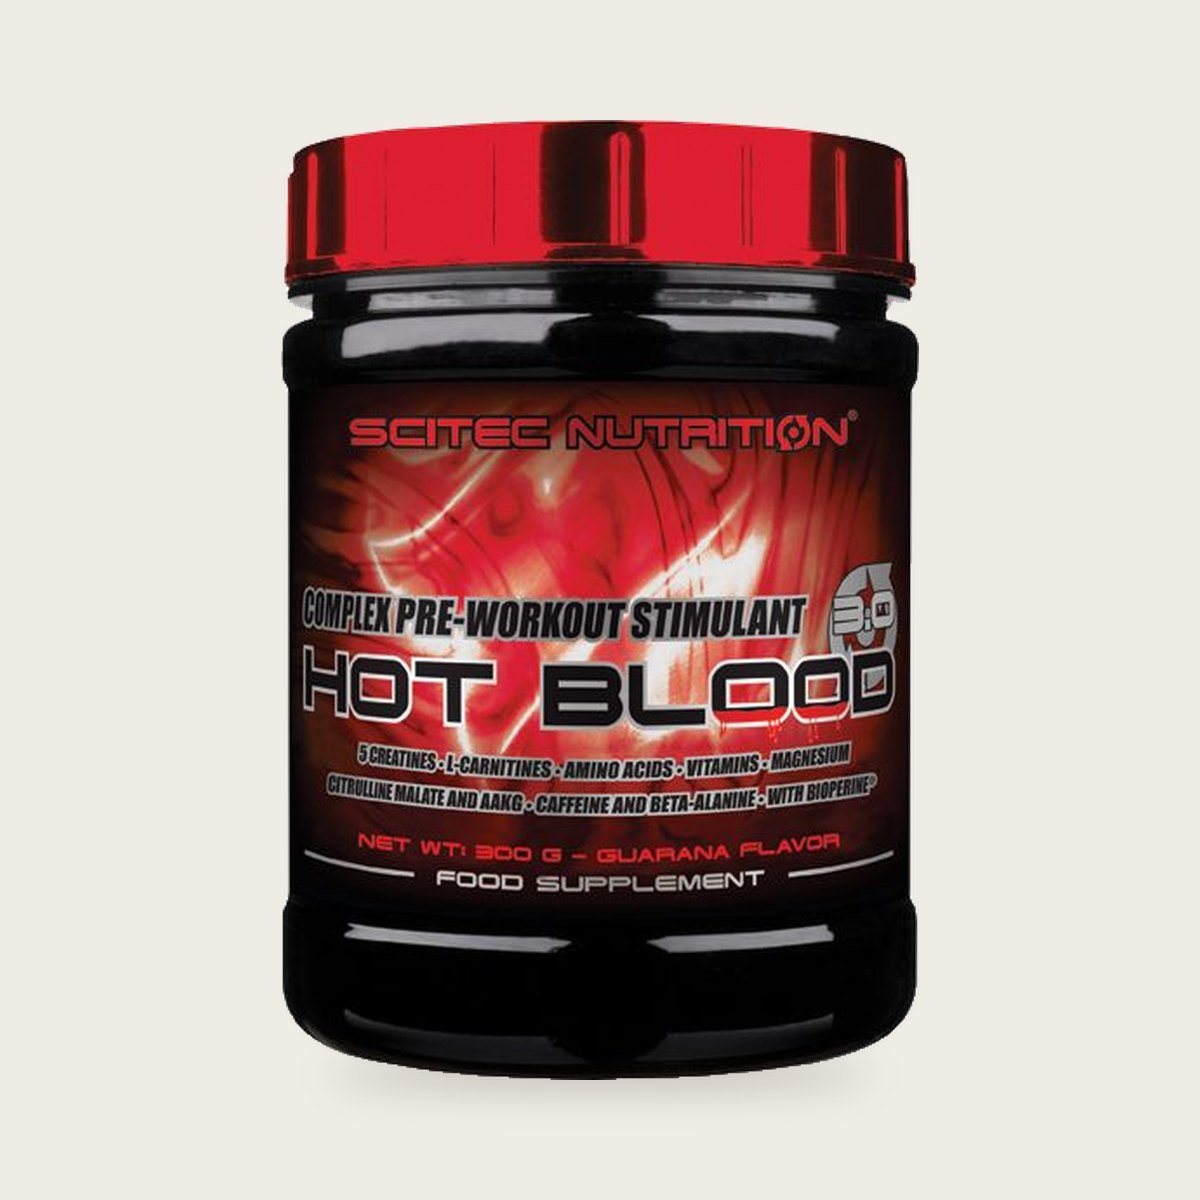 SCITEC NUTRITION®
COMPLEX PRE-WORKOUT STIMULANT
3.0
HOT BLOOD
5 CREATINES • L-CARNITINES • AMINO ACIDS • VITAMINS • MAGNESIUM
CITRULLINE MALATE AND AAKG • CAFFEINE AND BETA-ALANINE • WITH BIOPERINE®
NET WT: 300 G – GUARANA FLAVOR
FOOD SUPPLEMENT